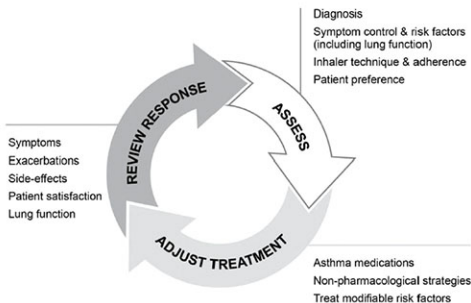 Diagnosis
Symptom control & risk factors
(including lung function)
Inhaler technique & adherence
Patient preference
ASSESS
REVIEW RESPONSE
Symptoms
Exacerbations
Side-effects
Patient satisfaction
Lung function
ADJUST TREATMENT
Asthma medications
Non-pharmacological strategies
Treat modifiable risk factors